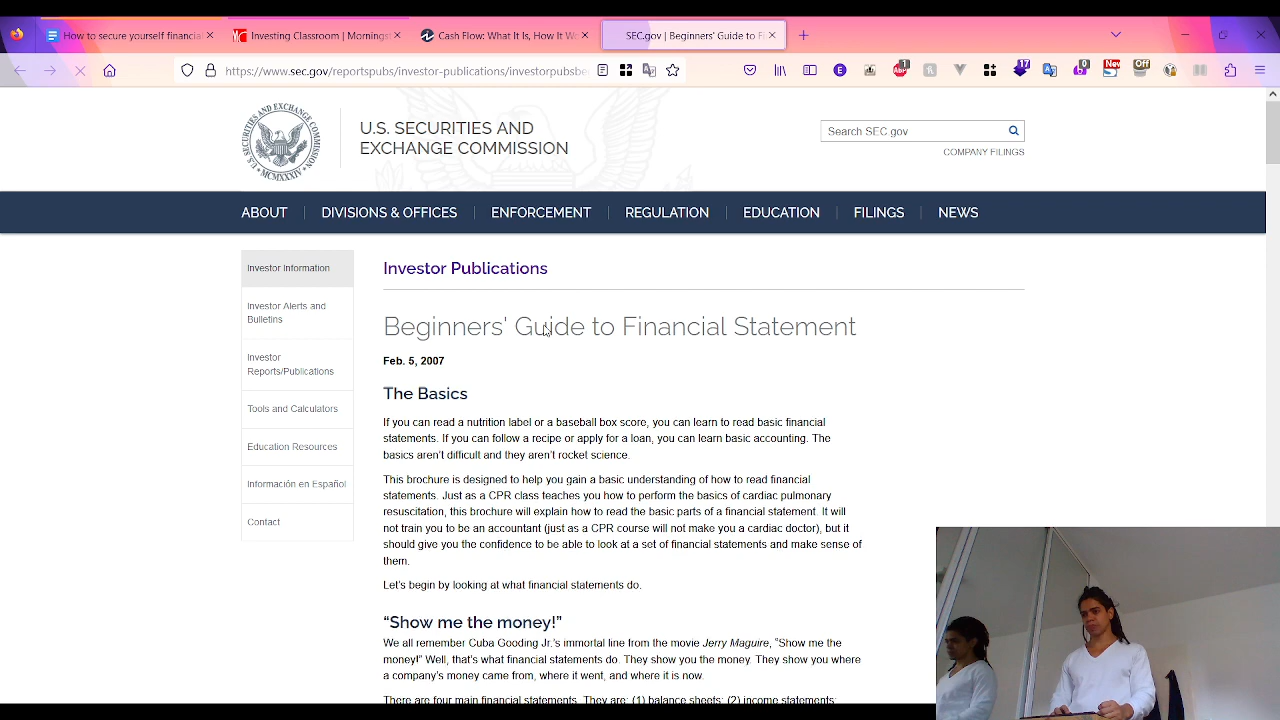 How to secure yourself financial
Investing Classroom | Mornings
Cash Flow: What It Is, How It Wo
SEC.gov | Beginners' Guide to Fi
https://www.sec.gov/reportspubs/investor-publications/investorpubsbe
1
17
0
New
Off
U.S. SECURITIES AND
EXCHANGE COMMISSION
Search SEC.gov
COMPANY FILINGS
ABOUT
DIVISIONS & OFFICES
ENFORCEMENT
REGULATION
EDUCATION
FILINGS
NEWS
Investor Information
Investor Alerts and
Bulletins
Investor
Reports/Publications
Tools and Calculators
Education Resources
Información en Español
Contact
Investor Publications
Beginners' Guide to Financial Statement
Feb. 5, 2007
The Basics
If you can read a nutrition label or a baseball box score, you can learn to read basic financial
statements. If you can follow a recipe or apply for a loan, you can learn basic accounting. The
basics aren't difficult and they aren't rocket science.
This brochure is designed to help you gain a basic understanding of how to read financial
statements. Just as a CPR class teaches you how to perform the basics of cardiac pulmonary
resuscitation, this brochure will explain how to read the basic parts of a financial statement. It will
not train you to be an accountant (just as a CPR course will not make you a cardiac doctor), but it
should give you the confidence to be able to look at a set of financial statements and make sense of
them.
Let's begin by looking at what financial statements do.
“Show me the money!”
We all remember Cuba Gooding Jr.'s immortal line from the movie Jerry Maguire, “Show me the
money!” Well, that's what financial statements do. They show you the money. They show you where
a company's money came from, where it went, and where it is now.
There are four main financial statements. They are: (1) balance sheets; (2) income statements;